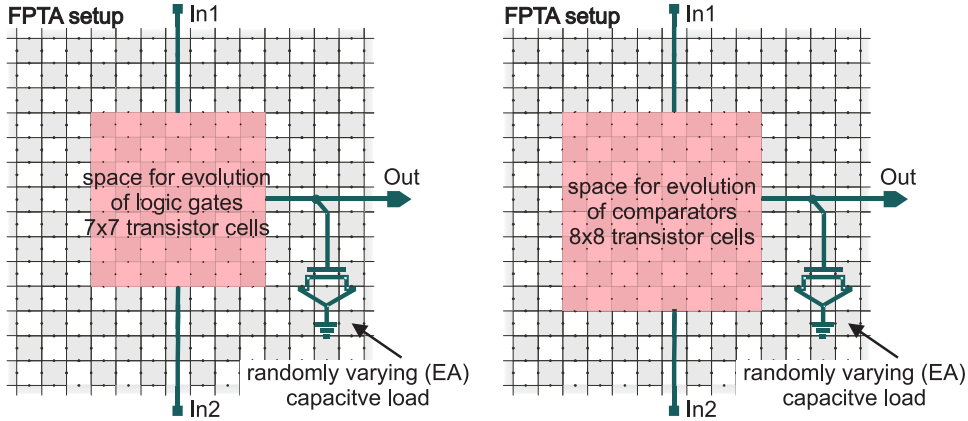 FPTA setup
In1
space for evolution
of logic gates
7x7 transistor cells
Out
randomly varying (EA)
capacitve load
In2
FPTA setup
In1
space for evolution
of comparators
8x8 transistor cells
Out
randomly varying (EA)
capacitve load
In2